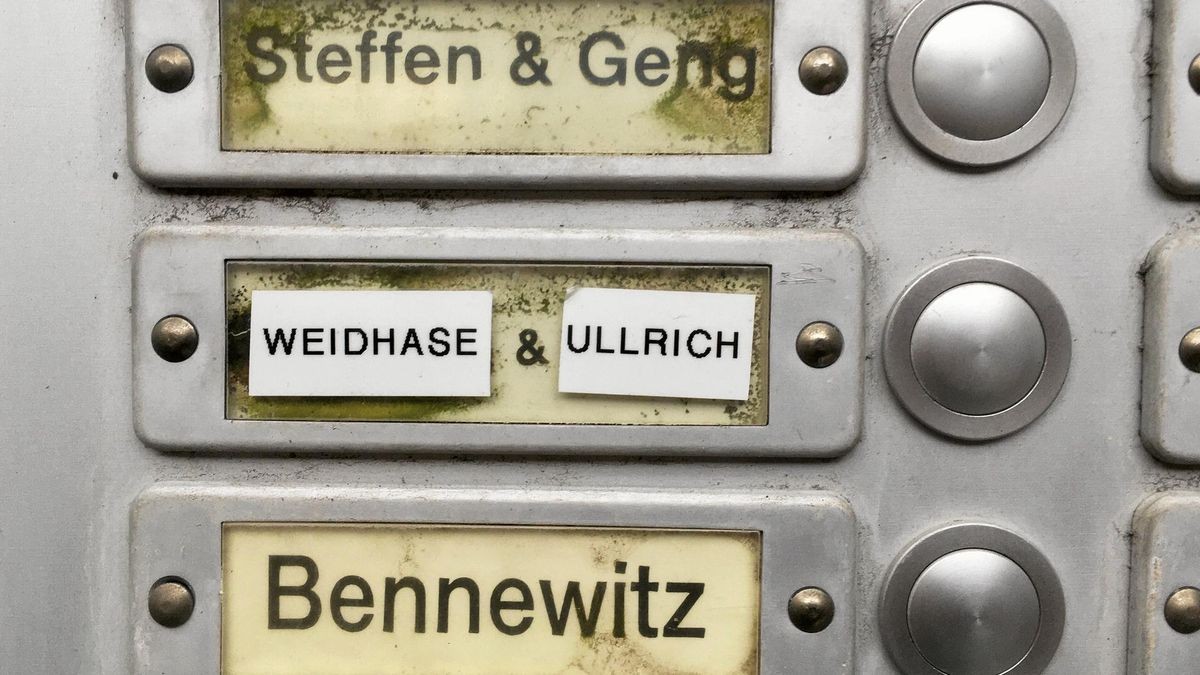 Steffen & Geng
WEIDHASE & ULLRICH
Bennewitz